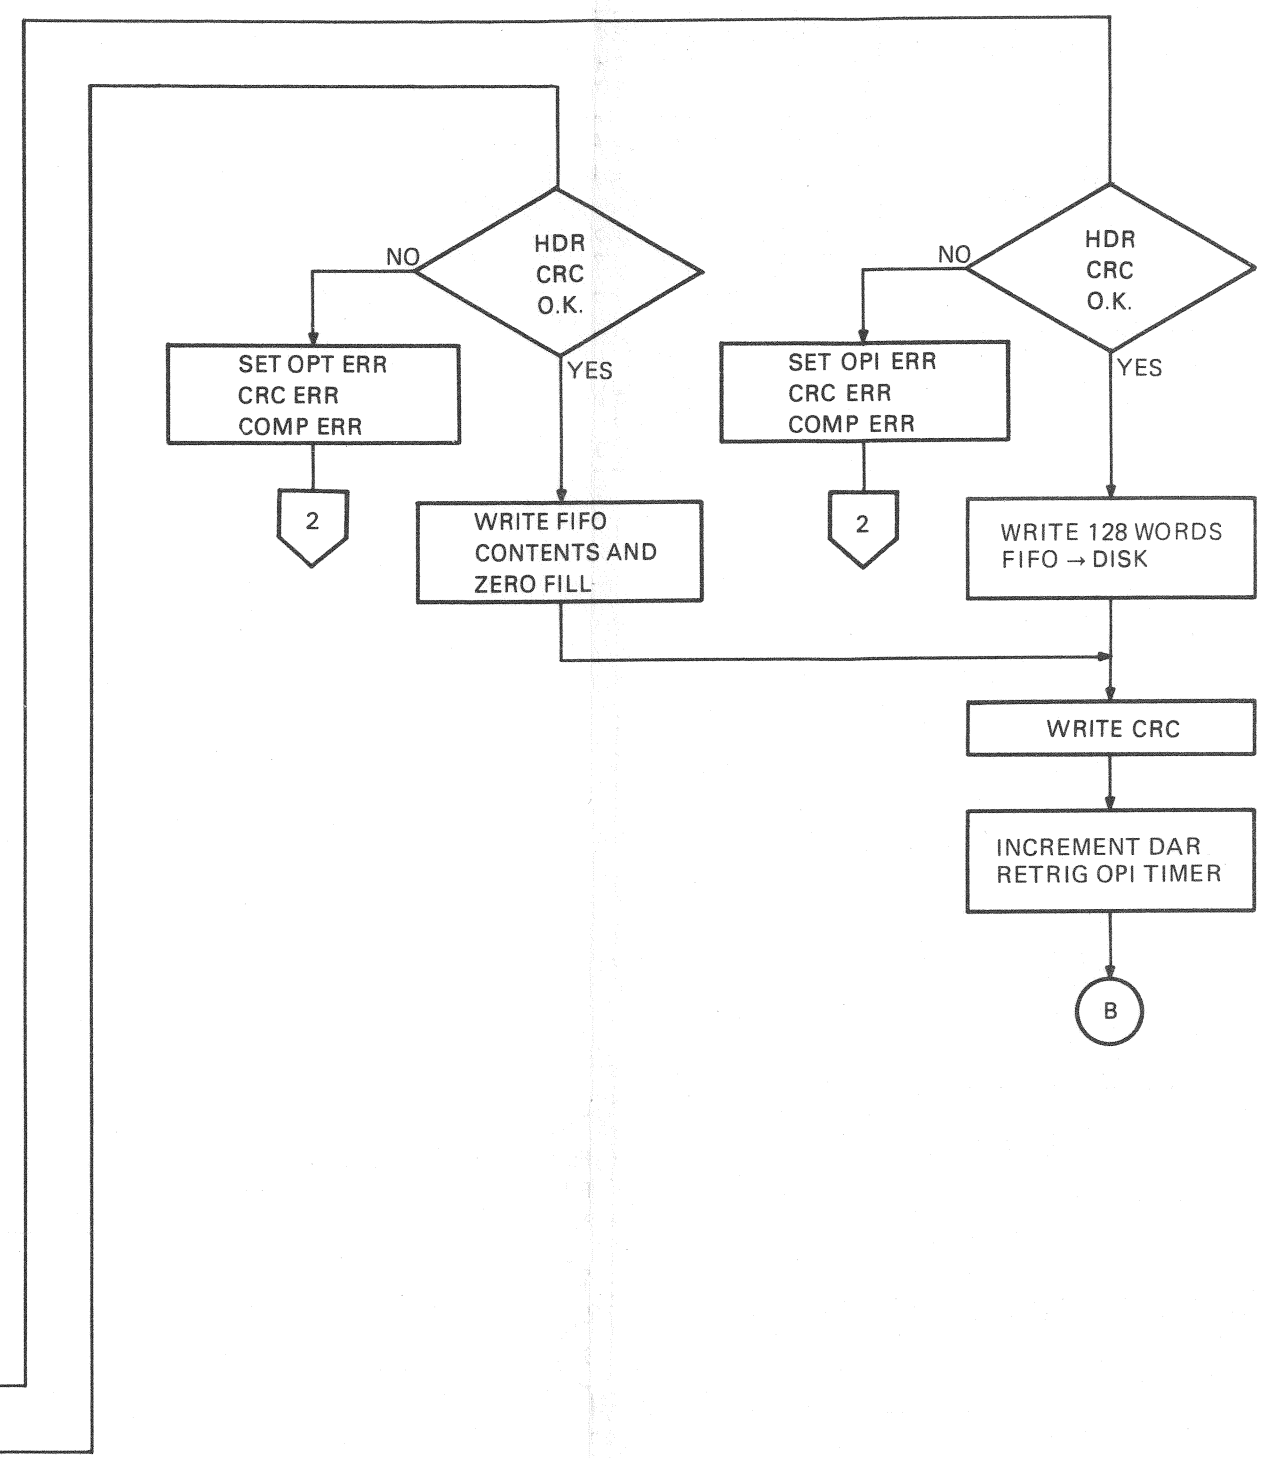 HDR
CRC
O.K.
NO
YES
SET OPT ERR
CRC ERR
COMP ERR
2
WRITE FIFO
CONTENTS AND
ZERO FILL
HDR
CRC
O.K.
NO
YES
SET OPI ERR
CRC ERR
COMP ERR
2
WRITE 128 WORDS
FIFO → DISK
WRITE CRC
INCREMENT DAR
RETRIG OPI TIMER
B